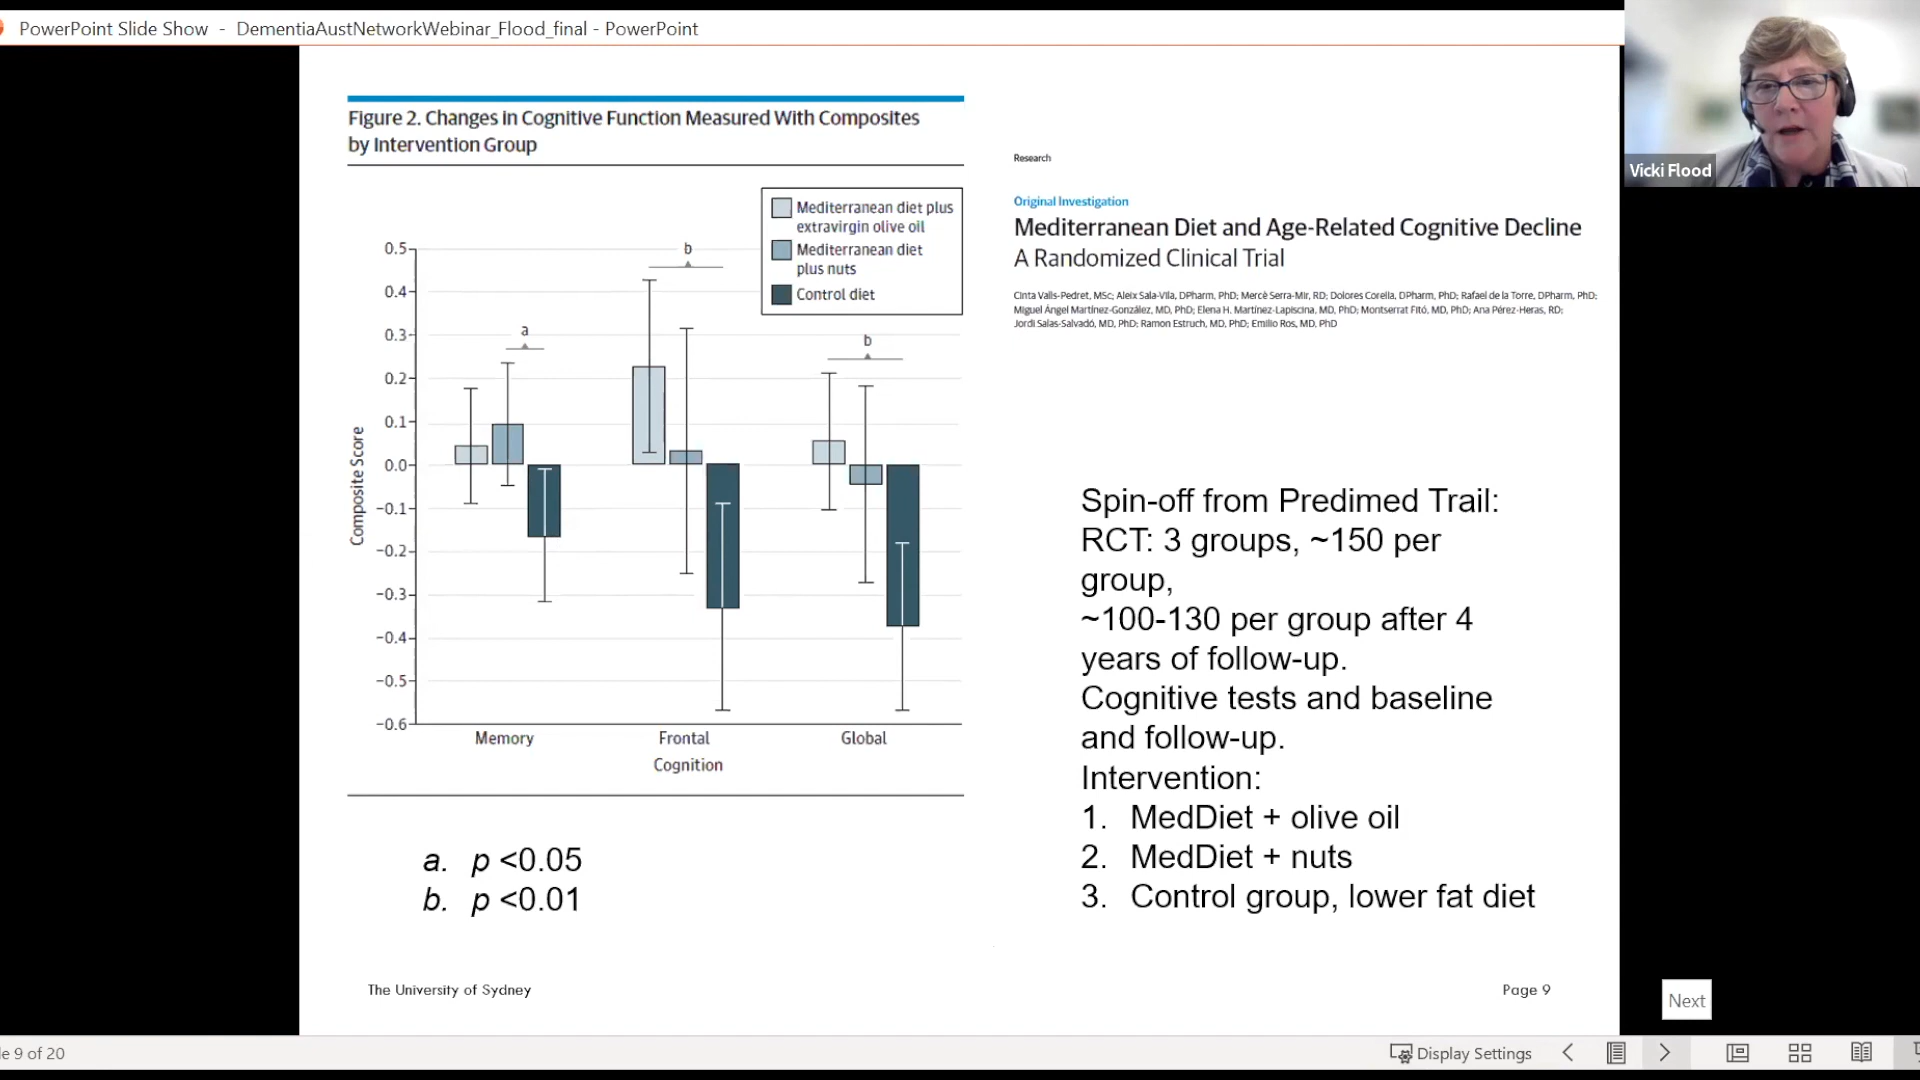 PowerPoint Slide Show - DementiaAustNetworkWebinar_Flood_final - PowerPoint
Vicki Flood
Figure 2. Changes in Cognitive Function Measured With Composites
by Intervention Group
Mediterranean diet plus
extravirgin olive oil
Mediterranean diet
plus nuts
Control diet
b
a
b
0.5
0.4
0.3
0.2
0.1
0.0
−0.1
−0.2
−0.3
−0.4
−0.5
−0.6
Composite Score
Memory
Frontal
Global
Cognition
a. p <0.05
b. p <0.01
Research
Original Investigation
Mediterranean Diet and Age-Related Cognitive Decline
A Randomized Clinical Trial
Cinta Valls-Pedret, MSc; Aleix Sala-Vila, DPharm, PhD; Mercè Serra-Mir, RD; Dolores Corella, DPharm, PhD; Rafael de la Torre, DPharm, PhD;
Miguel Ángel Martínez-González, MD, PhD; Elena H. Martínez-Lapiscina, MD, PhD; Montserrat Fitó, MD, PhD; Ana Pérez-Heras, RD;
Jordi Salas-Salvadó, MD, PhD; Ramon Estruch, MD, PhD; Emilio Ros, MD, PhD
Spin-off from Predimed Trail:
RCT: 3 groups, ~150 per
group,
~100-130 per group after 4
years of follow-up.
Cognitive tests and baseline
and follow-up.
Intervention:
1. MedDiet + olive oil
2. MedDiet + nuts
3. Control group, lower fat diet
The University of Sydney
Page 9
Next
le 9 of 20
Display Settings